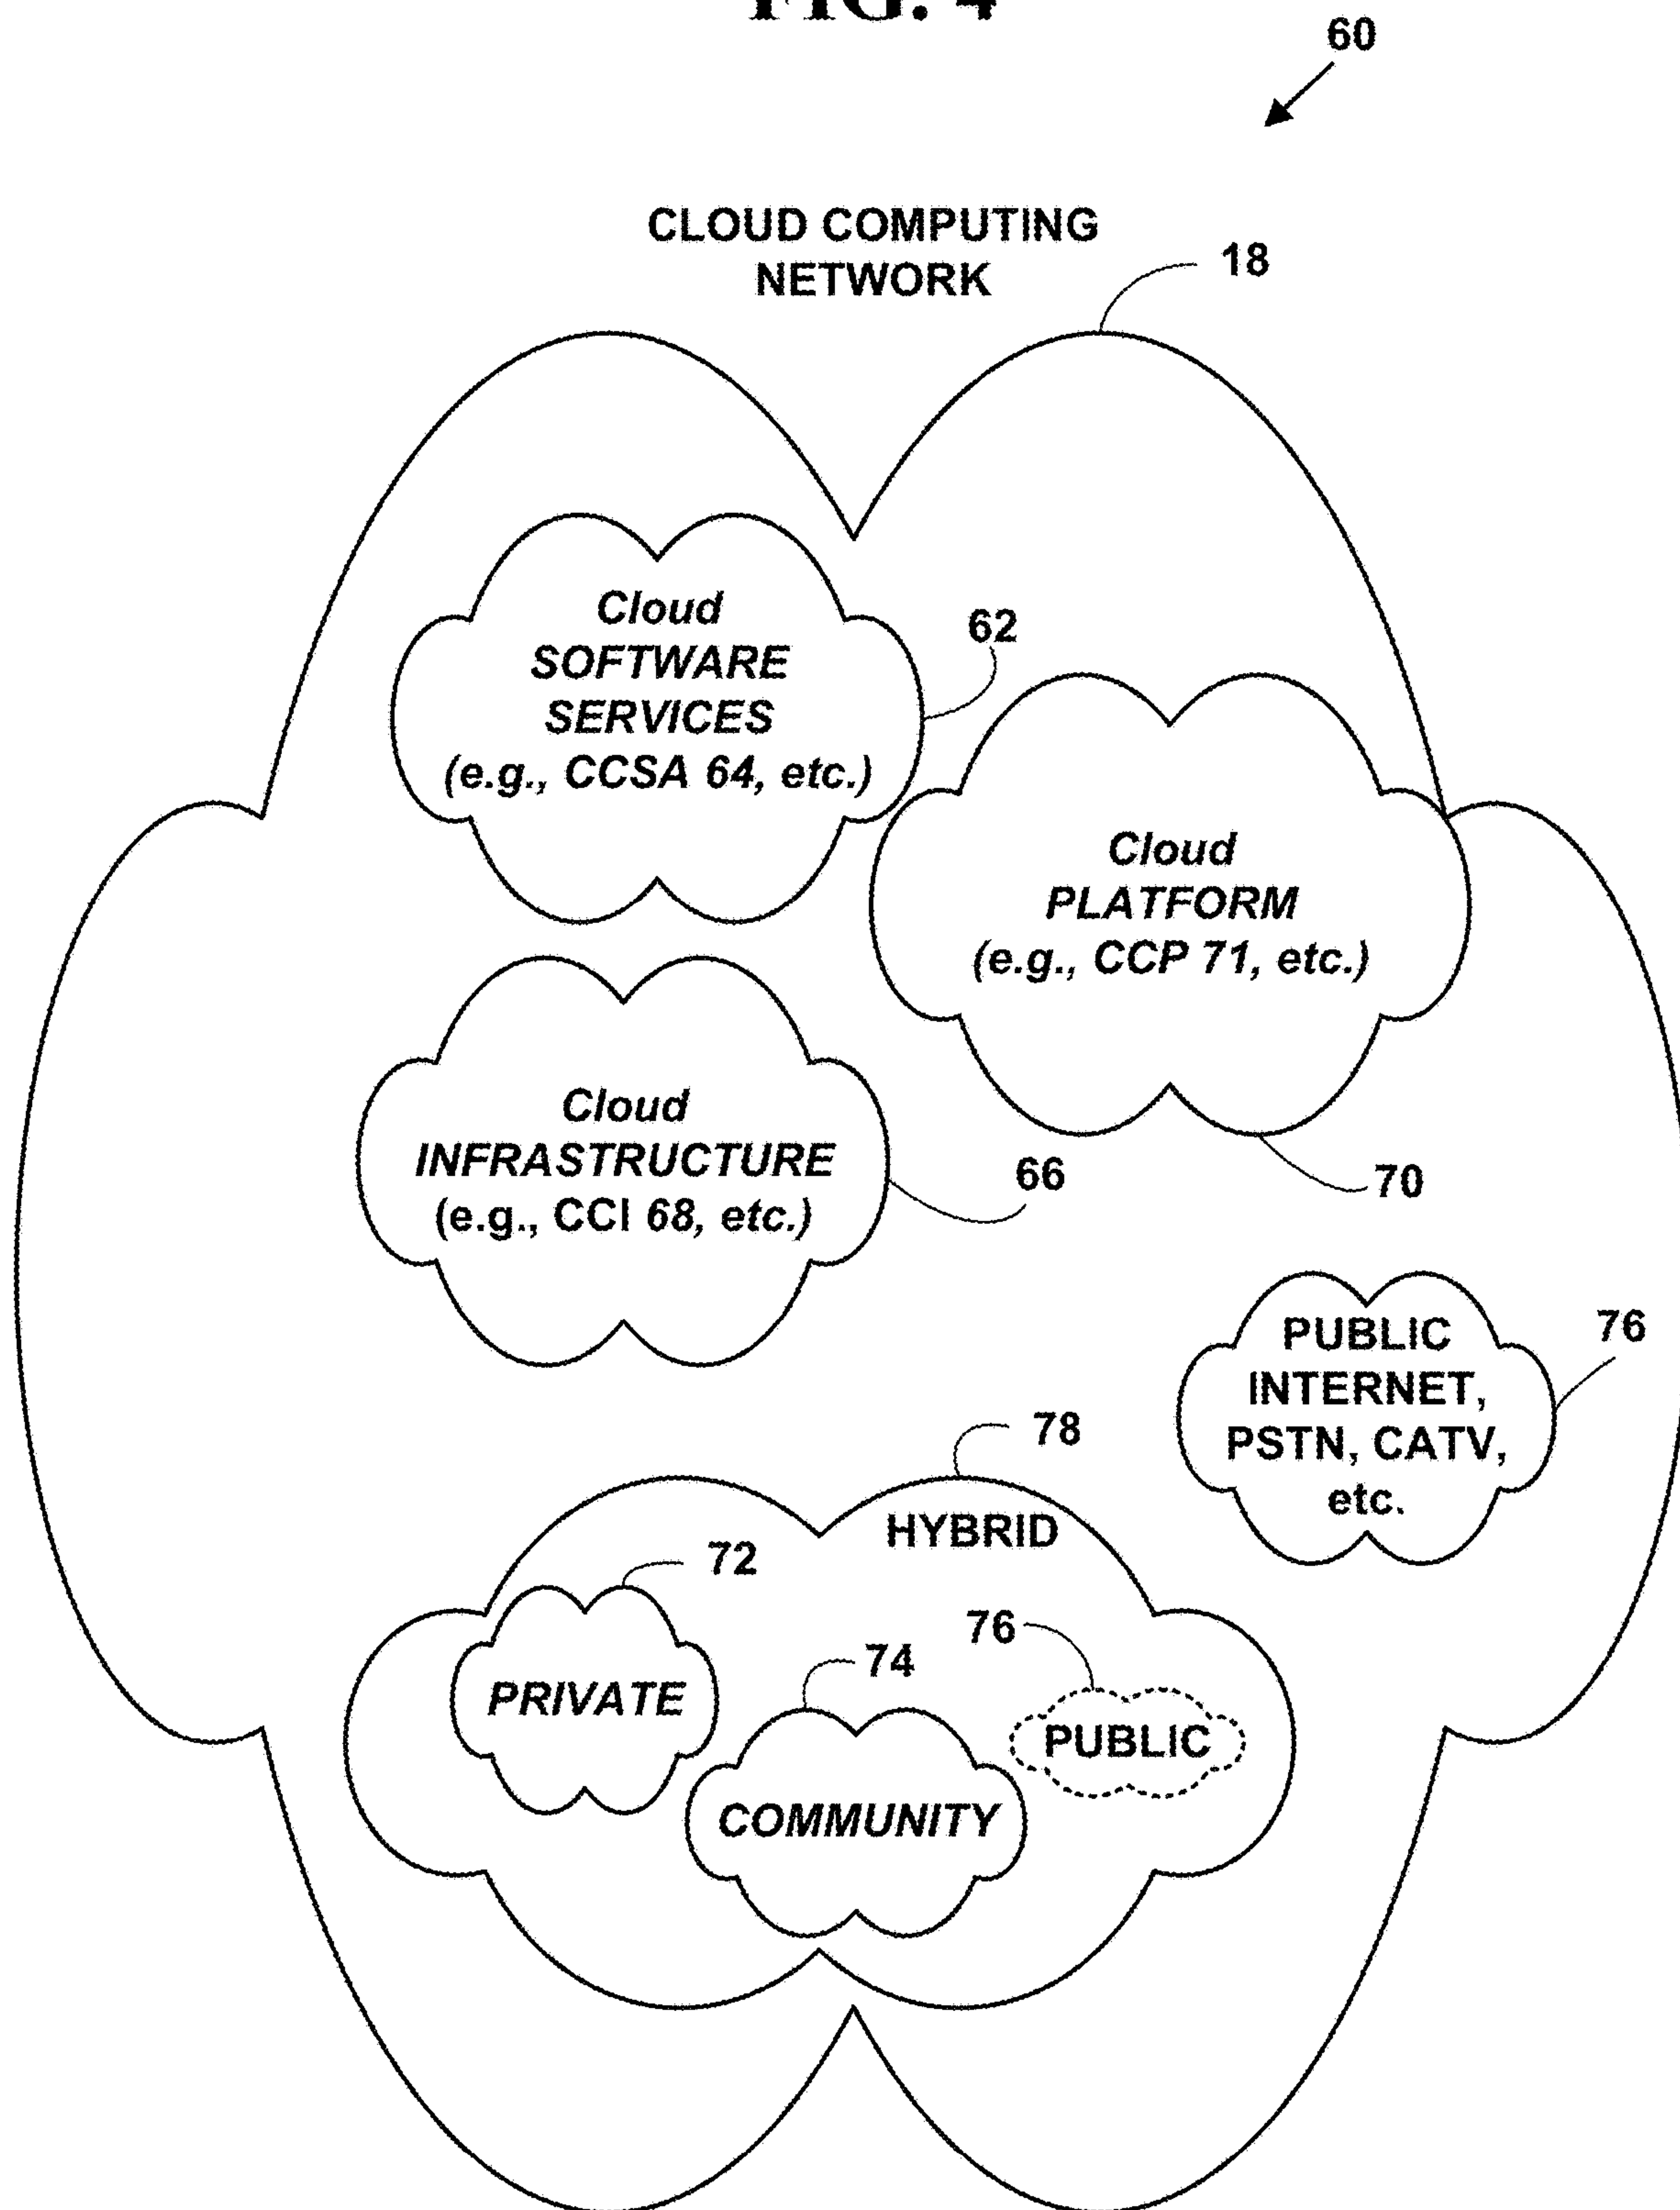 FIG. 4
60
CLOUD COMPUTING
NETWORK
18
Cloud
SOFTWARE
SERVICES
(e.g., CCSA 64, etc.)
62
Cloud
PLATFORM
(e.g., CCP 71, etc.)
70
Cloud
INFRASTRUCTURE
(e.g., CCI 68, etc.)
66
PUBLIC
INTERNET,
PSTN, CATV,
etc.
76
78
HYBRID
72
PRIVATE
74
COMMUNITY
76
PUBLIC